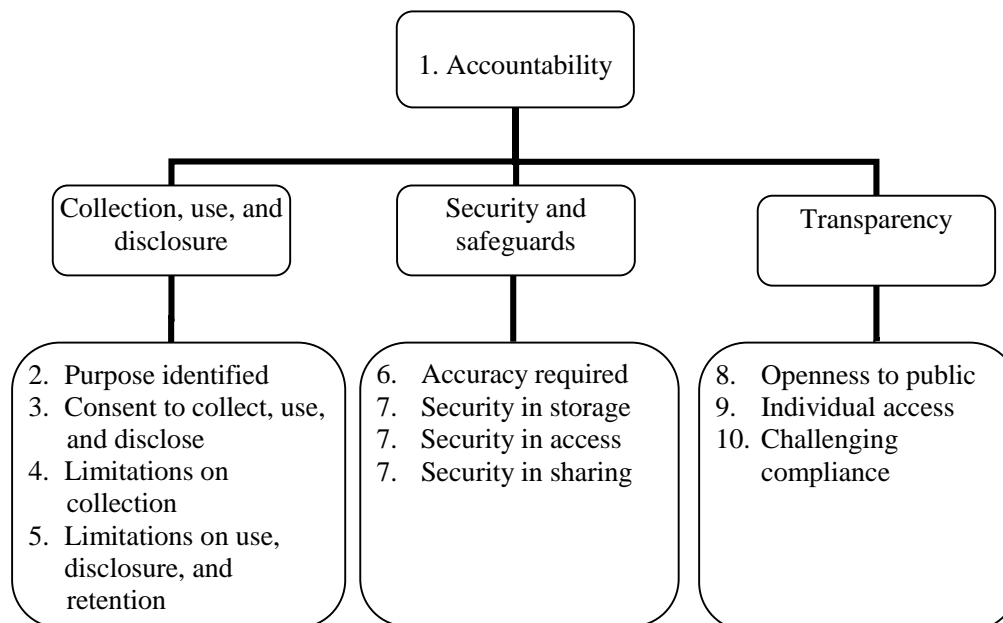 1. Accountability
Collection, use, and
disclosure
Security and
safeguards
Transparency
2. Purpose identified
3. Consent to collect, use,
and disclose
4. Limitations on
collection
5. Limitations on use,
disclosure, and
retention
6. Accuracy required
7. Security in storage
7. Security in access
7. Security in sharing
8. Openness to public
9. Individual access
10. Challenging
compliance